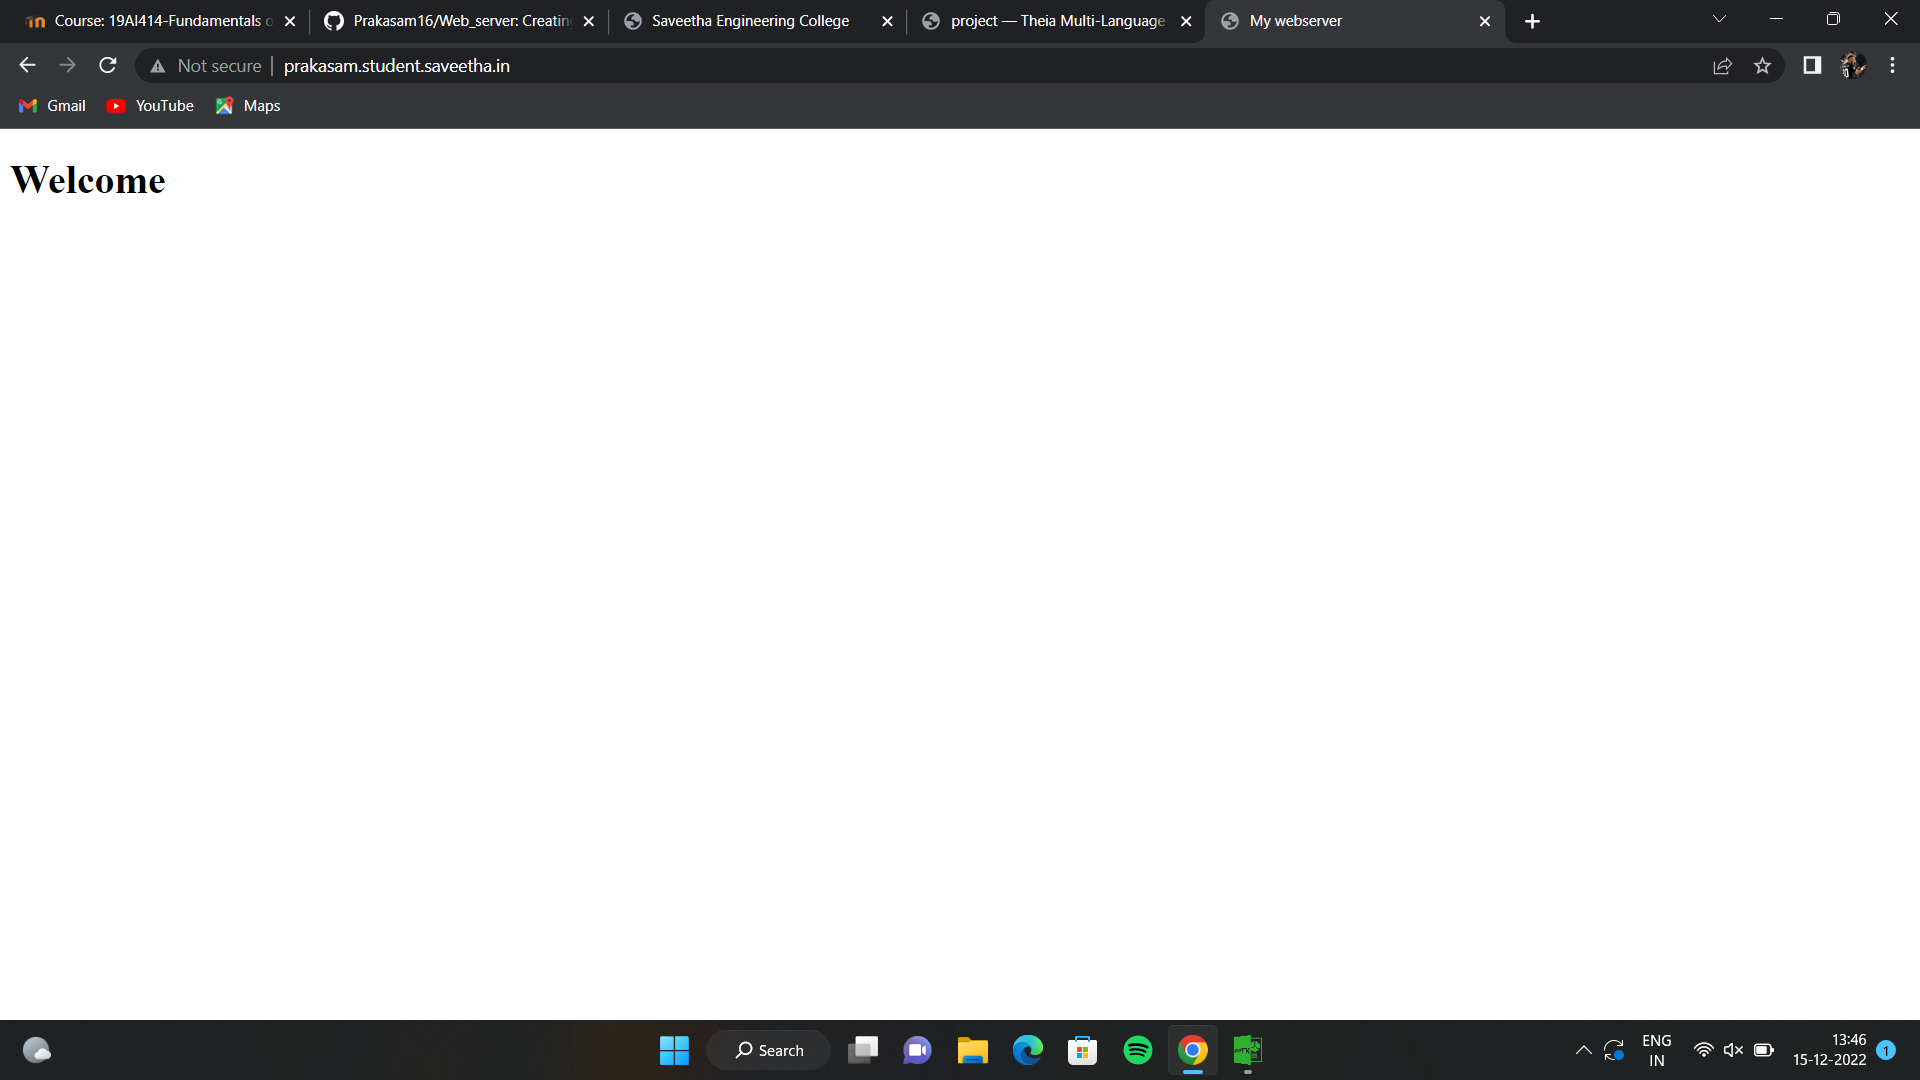 Course: 19AI414-Fundamentals o
Prakasam16/Web_server: Creatin
Saveetha Engineering College
project — Theia Multi-Language
My webserver
Not secure
prakasam.student.saveetha.in
Gmail
YouTube
Maps
Welcome
Search
ENG
IN
13:46
15-12-2022
1